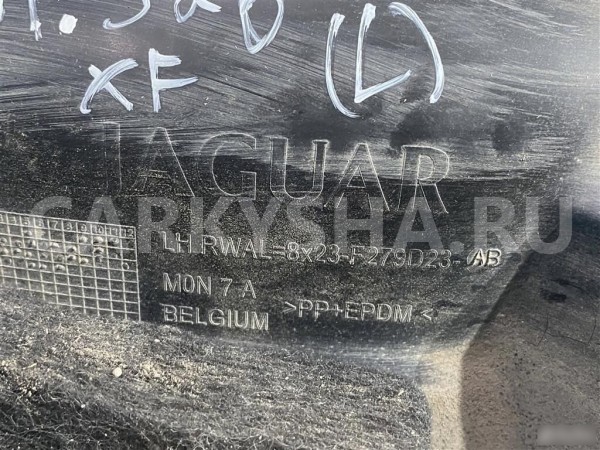 XF (L)
JAGUAR
CARKYSHA.RU
LH RWAL=8X23-F279D23-AB
M0N 7 A
BELGIUM >PP+EPDM<